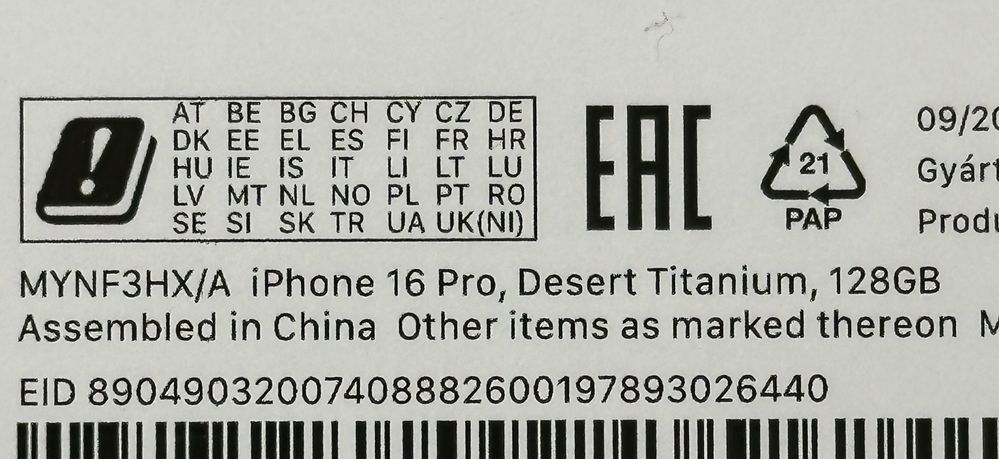 AT BE BG CH CY CZ DE
DK EE EL ES FI FR HR
HU IE IS IT LI LT LU
LV MT NL NO PL PT RO
SE SI SK TR UA UK(NI)
EAC
21
PAP
09/20
MYNF3HX/A iPhone 16 Pro, Desert Titanium, 128GB
Assembled in China Other items as marked thereon
EID 89049032007408882600197893026440